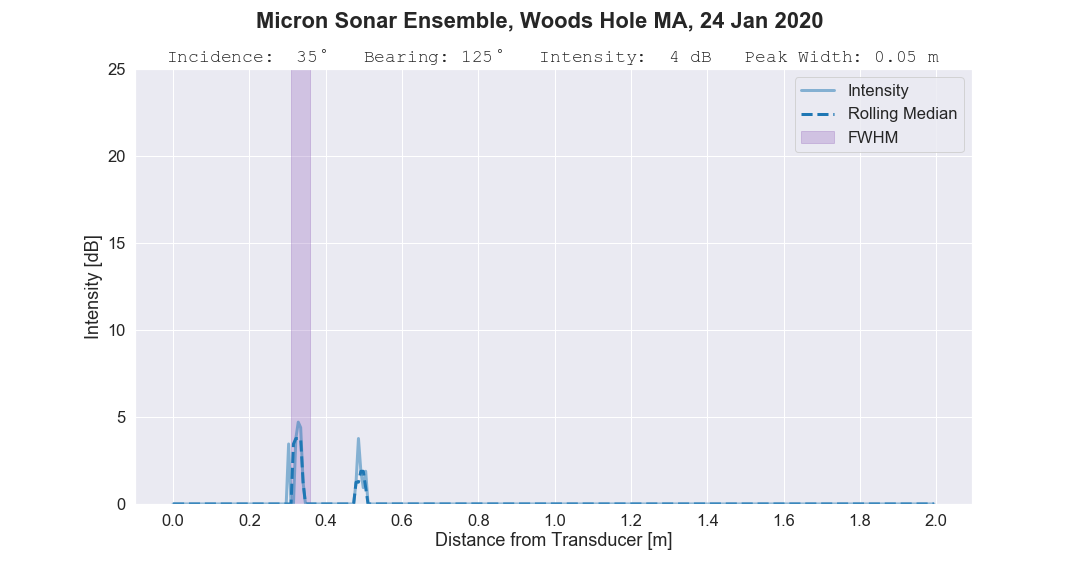 Micron Sonar Ensemble, Woods Hole MA, 24 Jan 2020
Incidence:  35°   Bearing: 125°   Intensity:  4 dB   Peak Width: 0.05 m
25
20
15
10
5
0
Intensity [dB]
Intensity
Rolling Median
FWHM
0.0 0.2 0.4 0.6 0.8 1.0 1.2 1.4 1.6 1.8 2.0
Distance from Transducer [m]